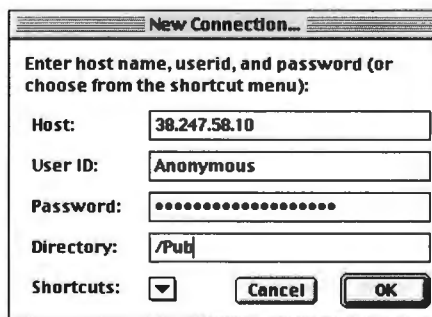 New Connection...
Enter host name, userid, and password (or
choose from the shortcut menu):
Host: 38.247.58.10
User ID: Anonymous
Password: •••••••••••••••••••
Directory: /Pub
Shortcuts: Cancel OK